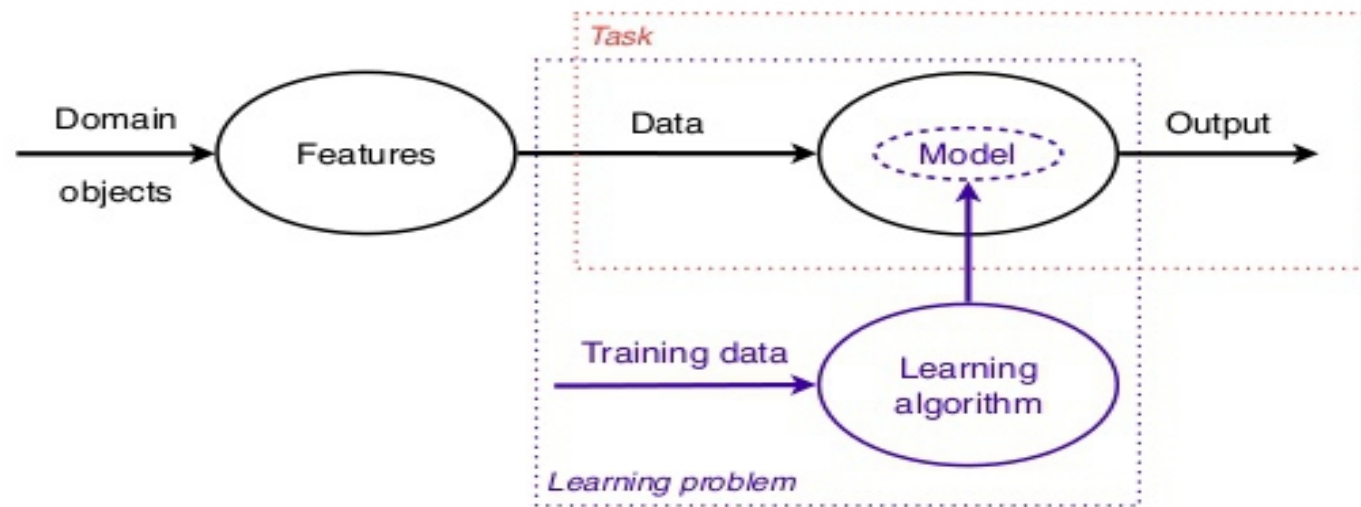 Task
Domain
objects
Features
Data
Model
Output
Training data
Learning
algorithm
Learning problem